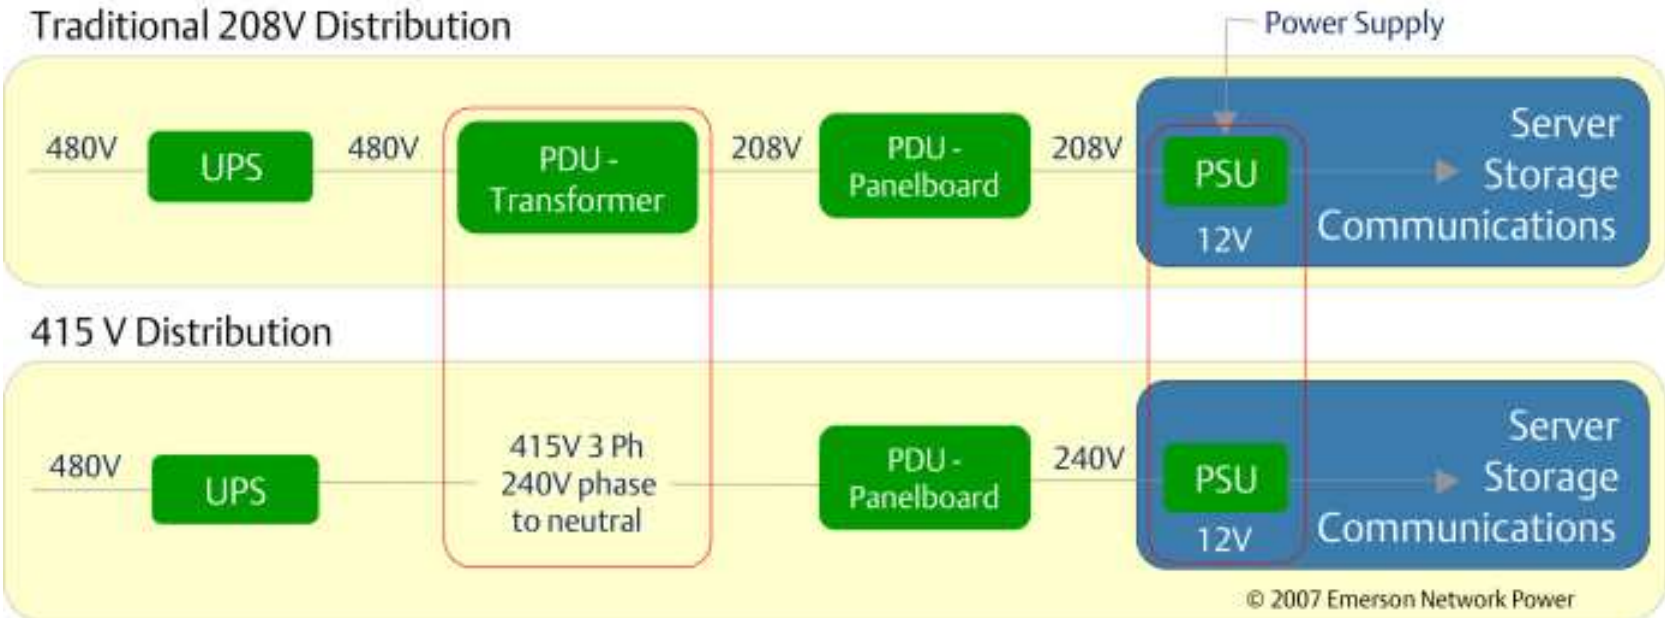 Traditional 208V Distribution
Power Supply
480V
UPS
480V
PDU -
Transformer
208V
PDU -
Panelboard
208V
PSU
12V
Server
Storage
Communications
415 V Distribution
480V
UPS
415V 3 Ph
240V phase
to neutral
PDU -
Panelboard
240V
PSU
12V
Server
Storage
Communications
© 2007 Emerson Network Power